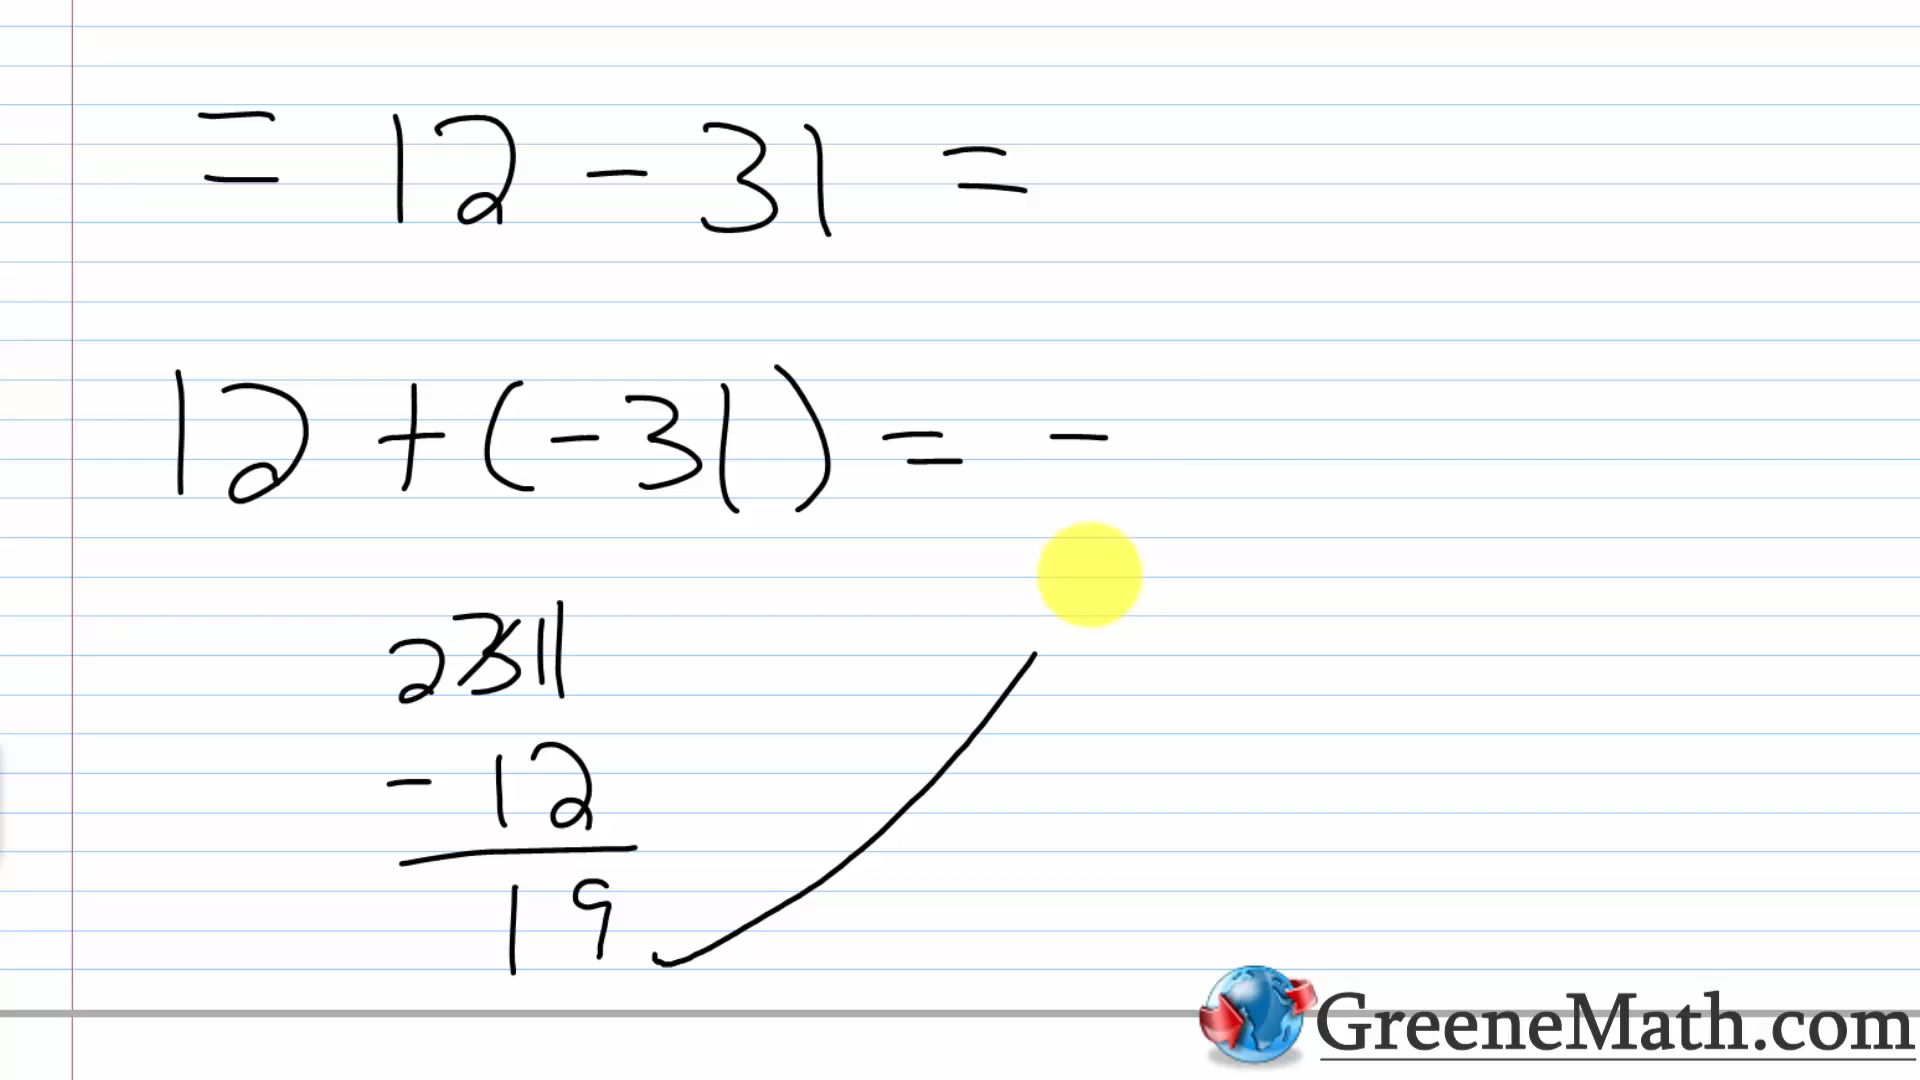 = 12 - 31 =
12 + (-31) = -
2311
- 12
19
GreeneMath.com